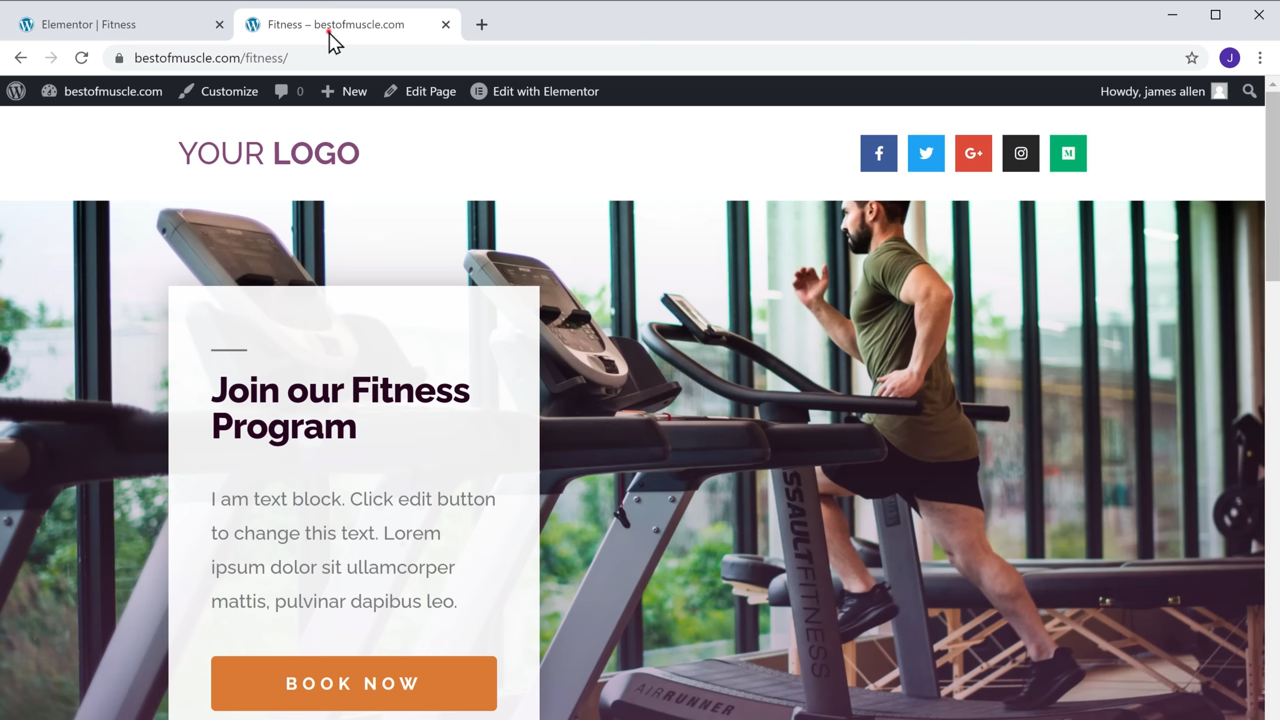 Elementor | Fitness
Fitness – bestofmuscle.com
bestofmuscle.com/fitness/
J
bestofmuscle.com Customize 0 New Edit Page Edit with Elementor Howdy, james allen
YOUR LOGO
G+
M
Join our Fitness
Program
I am text block. Click edit button
to change this text. Lorem
ipsum dolor sit ullamcorper
mattis, pulvinar dapibus leo.
BOOK NOW
SSAULTFITNESS
AIRRUNNER